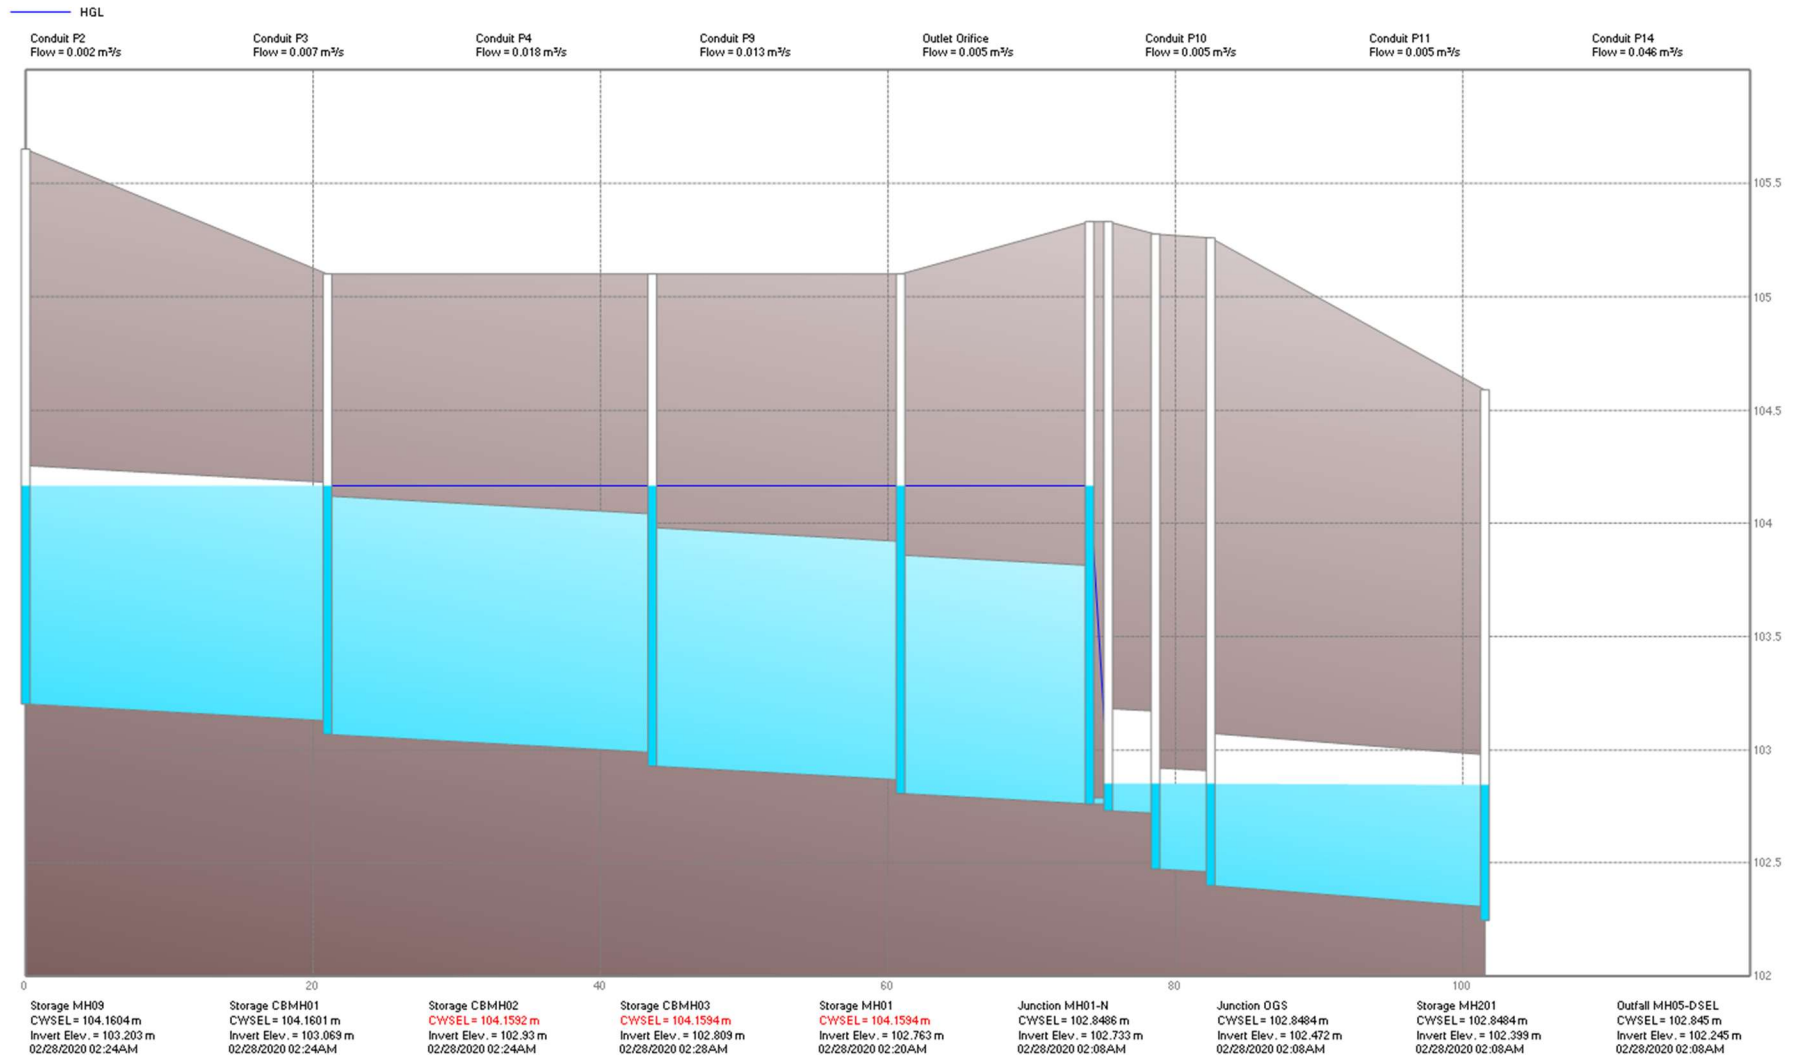 HGL
Conduit P2
Flow = 0.002 m³/s
Conduit P3
Flow = 0.007 m³/s
Conduit P4
Flow = 0.018 m³/s
Conduit P9
Flow = 0.013 m³/s
Outlet Orifice
Flow = 0.005 m³/s
Conduit P10
Flow = 0.005 m³/s
Conduit P11
Flow = 0.005 m³/s
Conduit P14
Flow = 0.046 m³/s
105.5
105
104.5
104
103.5
103
102.5
102
0
20
40
60
80
100
Storage MH09
CWSEL = 104.1604 m
Invert Elev. = 103.203 m
02/28/2020 02:24AM
Storage CBMH01
CWSEL = 104.1601 m
Invert Elev. = 103.069 m
02/28/2020 02:24AM
Storage CBMH02
CWSEL = 104.1592 m
Invert Elev. = 102.93 m
02/28/2020 02:24AM
Storage CBMH03
CWSEL = 104.1594 m
Invert Elev. = 102.809 m
02/28/2020 02:28AM
Storage MH01
CWSEL = 104.1594 m
Invert Elev. = 102.763 m
02/28/2020 02:20AM
Junction MH01-N
CWSEL = 102.8486 m
Invert Elev. = 102.733 m
02/28/2020 02:08AM
Junction OGS
CWSEL = 102.8484 m
Invert Elev. = 102.472 m
02/28/2020 02:08AM
Storage MH201
CWSEL = 102.8484 m
Invert Elev. = 102.399 m
02/28/2020 02:08AM
Outfall MH05-DSEL
CWSEL = 102.845 m
Invert Elev. = 102.245 m
02/28/2020 02:08AM